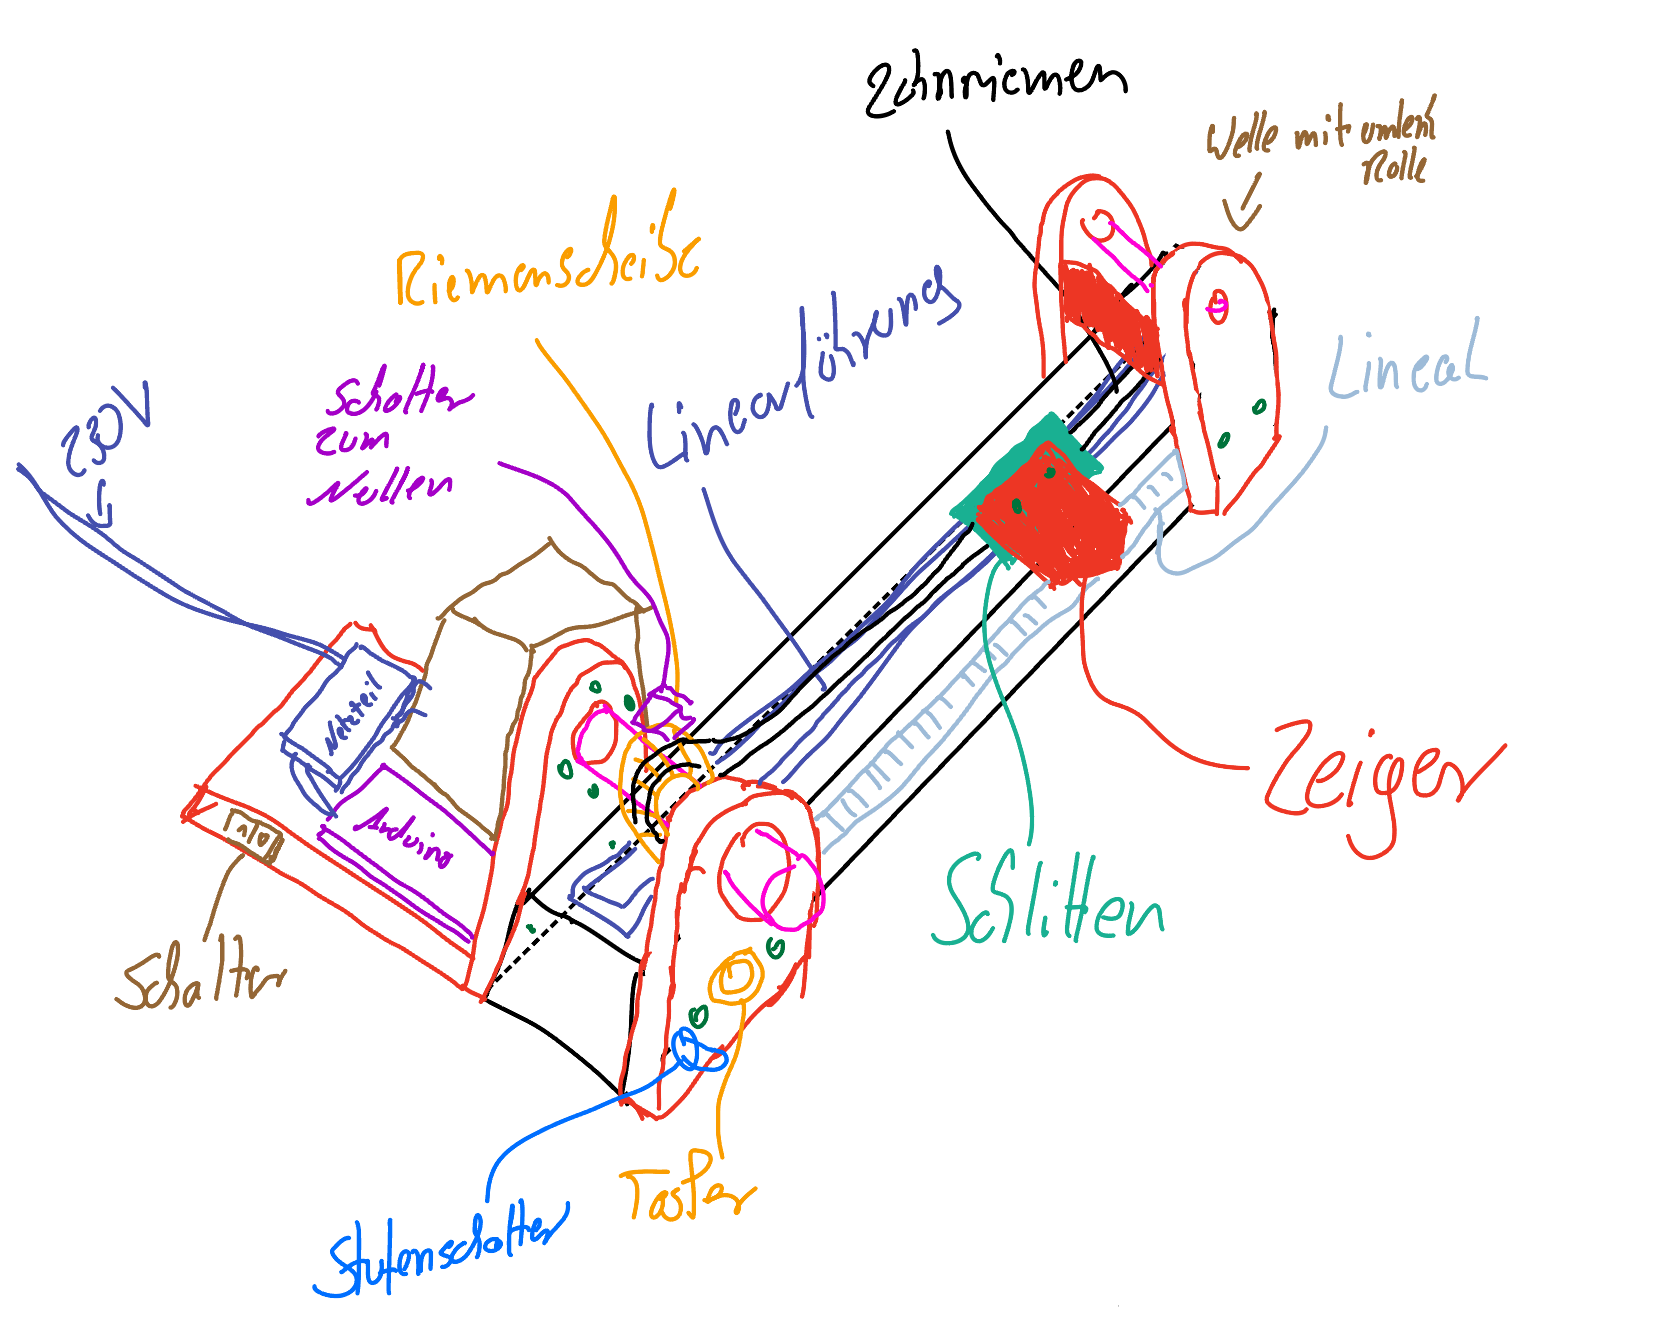 Zahnriemen
Welle mit umlenk
Rolle
Riemenscheibe
Linearführung
Lineal
230V
Schalter
zum
Nullen
Netzteil
Arduino
Schalter
Zeiger
Schlitten
Taster
Stufenschalter